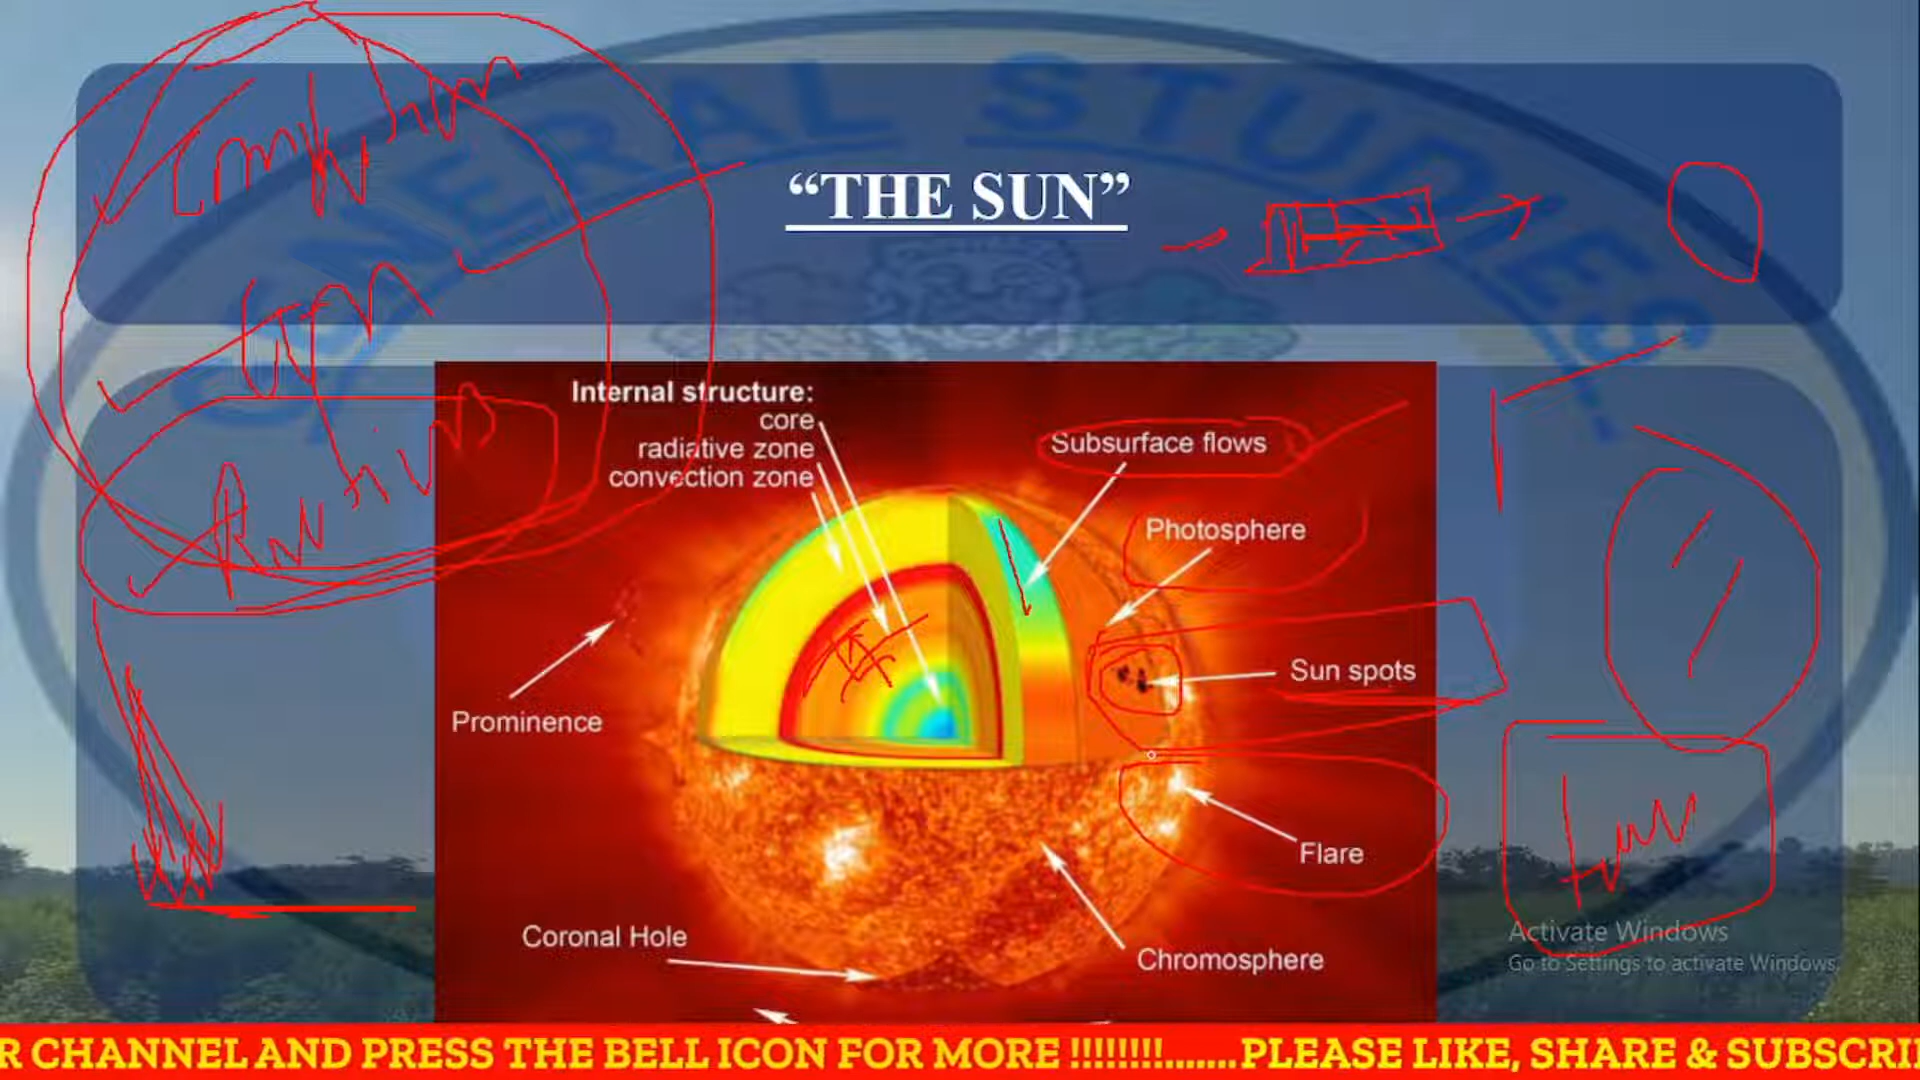 GENERAL STUDIES
“THE SUN”
Internal structure:
core
radiative zone
convection zone
Subsurface flows
Photosphere
Sun spots
Prominence
Flare
Coronal Hole
Chromosphere
Activate Windows
Go to Settings to activate Windows.
R CHANNEL AND PRESS THE BELL ICON FOR MORE !!!!!!!!.......PLEASE LIKE, SHARE & SUBSCRI